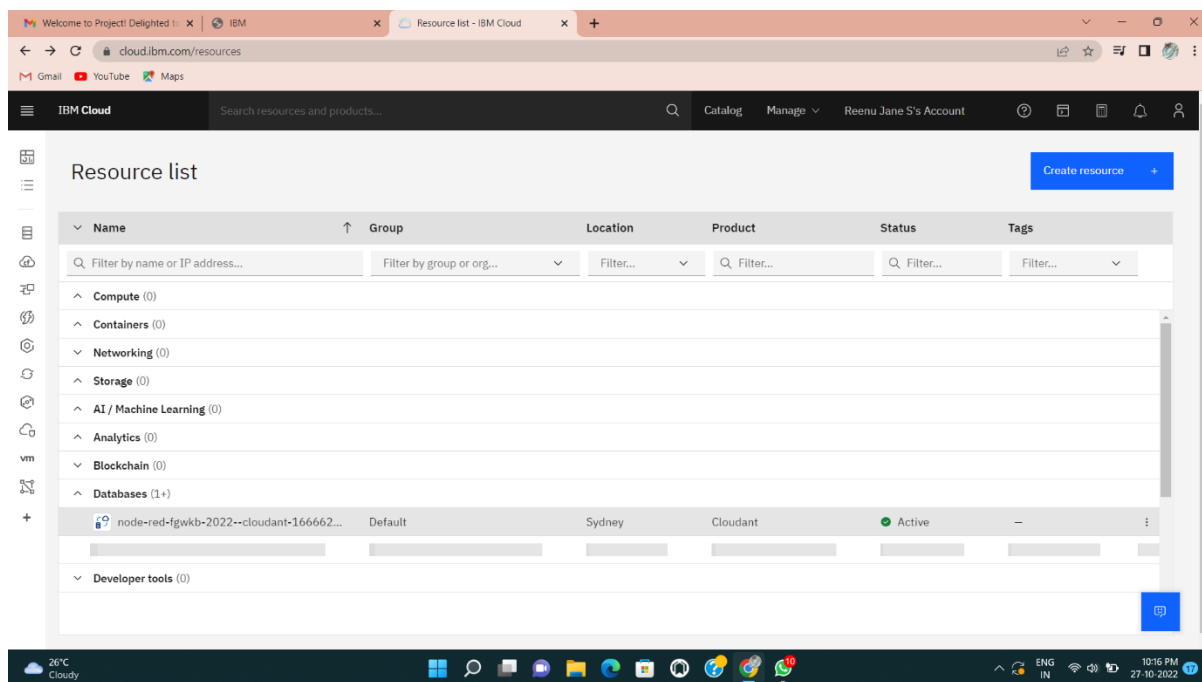 Welcome to Project! Delighted to IBM Resource list - IBM Cloud
cloud.ibm.com/resources
Gmail YouTube Maps
IBM Cloud Search resources and products... Catalog Manage Reenu Jane S's Account
Resource list
Create resource +
Name Group Location Product Status Tags
Filter by name or IP address... Filter by group or org... Filter... Filter... Filter... Filter...
Compute (0)
Containers (0)
Networking (0)
Storage (0)
AI / Machine Learning (0)
Analytics (0)
Blockchain (0)
vm
Databases (1+)
node-red-fgwkb-2022--cloudant-166662... Default Sydney Cloudant Active –
Developer tools (0)
26°C
Cloudy
10
ENG
IN
10:16 PM
27-10-2022
17